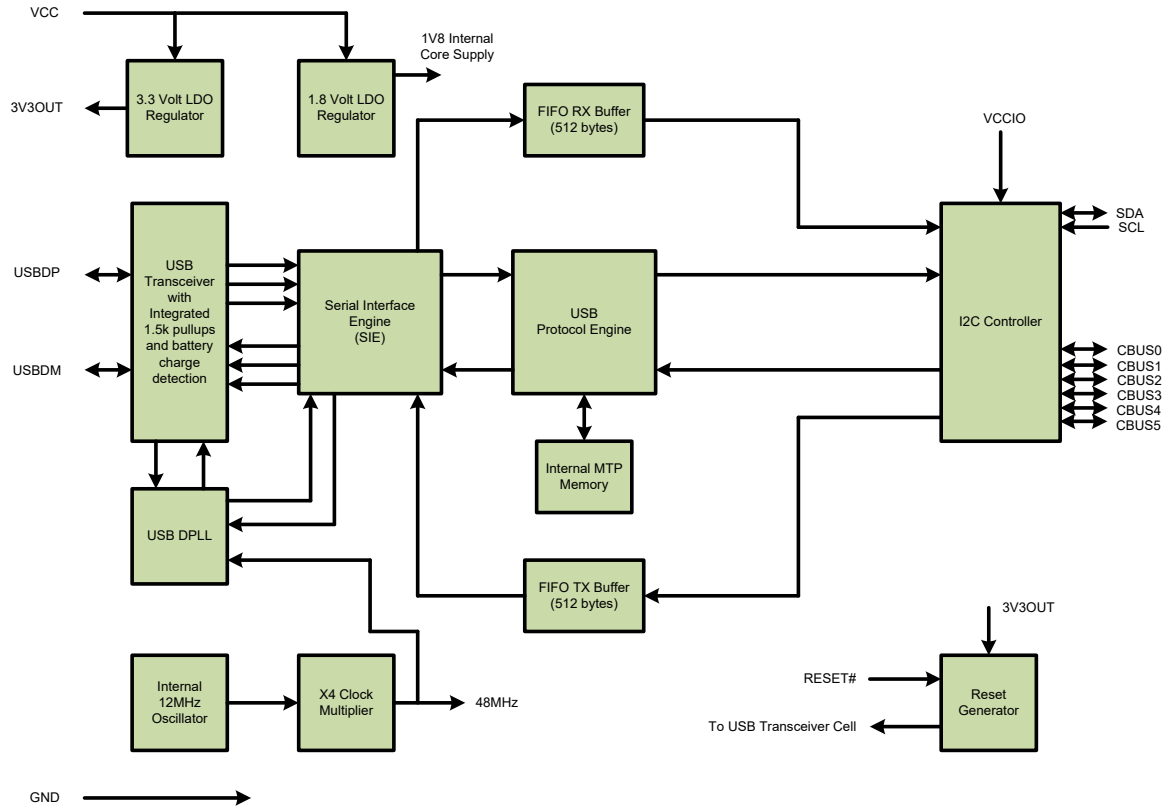 VCC
1V8 Internal
Core Supply
3V3OUT
3.3 Volt LDO
Regulator
1.8 Volt LDO
Regulator
FIFO RX Buffer
(512 bytes)
VCCIO
SDA
SCL
USBDP
USBDM
USB
Transceiver
with
Integrated
1.5k pullups
and battery
charge
detection
Serial Interface
Engine
(SIE)
USB
Protocol Engine
I2C Controller
CBUS0
CBUS1
CBUS2
CBUS3
CBUS4
CBUS5
Internal MTP
Memory
USB DPLL
FIFO TX Buffer
(512 bytes)
3V3OUT
Internal
12MHz
Oscillator
X4 Clock
Multiplier
48MHz
RESET#
Reset
Generator
To USB Transceiver Cell
GND